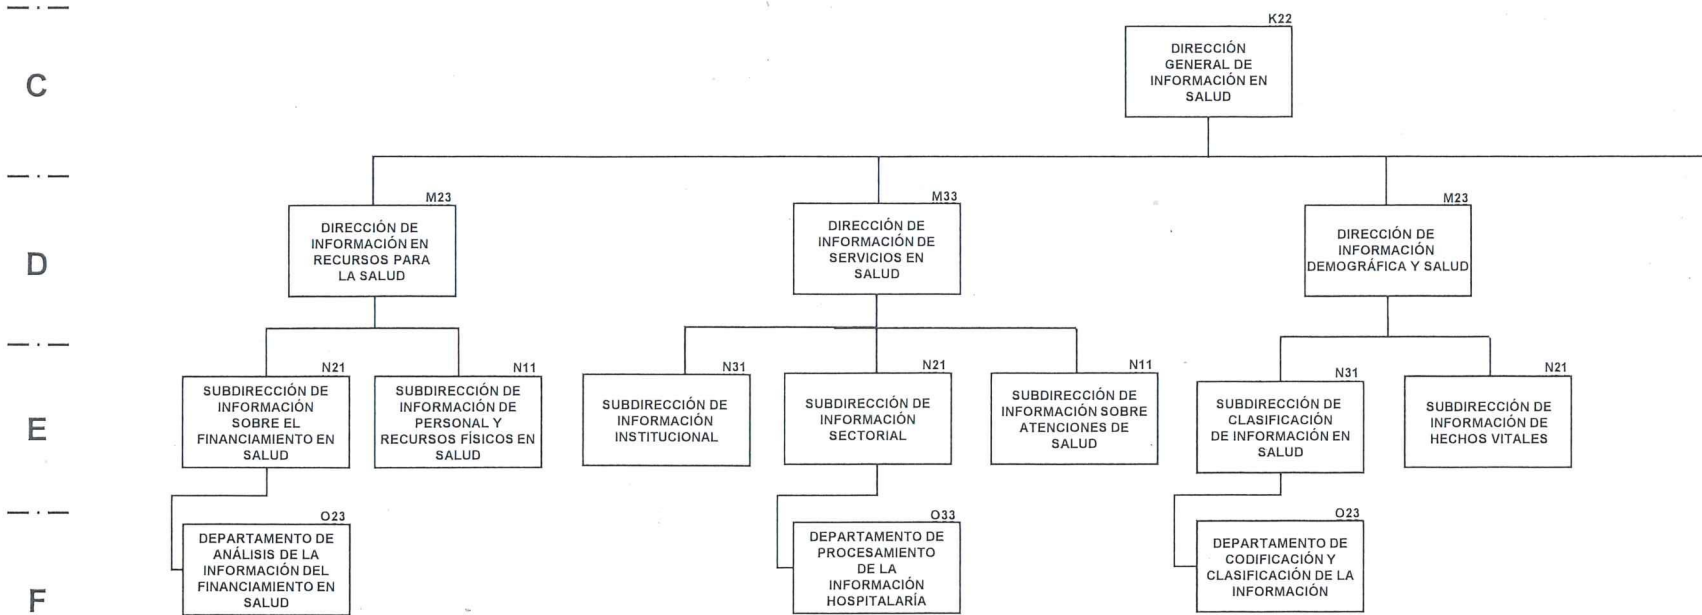 C
K22
DIRECCIÓN
GENERAL DE
INFORMACIÓN EN
SALUD
D
M23
DIRECCIÓN DE
INFORMACIÓN EN
RECURSOS PARA
LA SALUD
M33
DIRECCIÓN DE
INFORMACIÓN DE
SERVICIOS EN
SALUD
M23
DIRECCIÓN DE
INFORMACIÓN
DEMOGRÁFICA Y SALUD
E
N21
SUBDIRECCIÓN DE
INFORMACIÓN
SOBRE EL
FINANCIAMIENTO EN
SALUD
N11
SUBDIRECCIÓN DE
INFORMACIÓN DE
PERSONAL Y
RECURSOS FÍSICOS EN
SALUD
N31
SUBDIRECCIÓN DE
INFORMACIÓN
INSTITUCIONAL
N21
SUBDIRECCIÓN DE
INFORMACIÓN
SECTORIAL
N11
SUBDIRECCIÓN DE
INFORMACIÓN SOBRE
ATENCIONES DE
SALUD
N31
SUBDIRECCIÓN DE
CLASIFICACIÓN
DE INFORMACIÓN EN
SALUD
N21
SUBDIRECCIÓN DE
INFORMACIÓN DE
HECHOS VITALES
F
O23
DEPARTAMENTO DE
ANÁLISIS DE LA
INFORMACIÓN DEL
FINANCIAMIENTO EN
SALUD
O33
DEPARTAMENTO DE
PROCESAMIENTO
DE LA
INFORMACIÓN
HOSPITALARÍA
O23
DEPARTAMENTO DE
CODIFICACIÓN Y
CLASIFICACIÓN DE LA
INFORMACIÓN